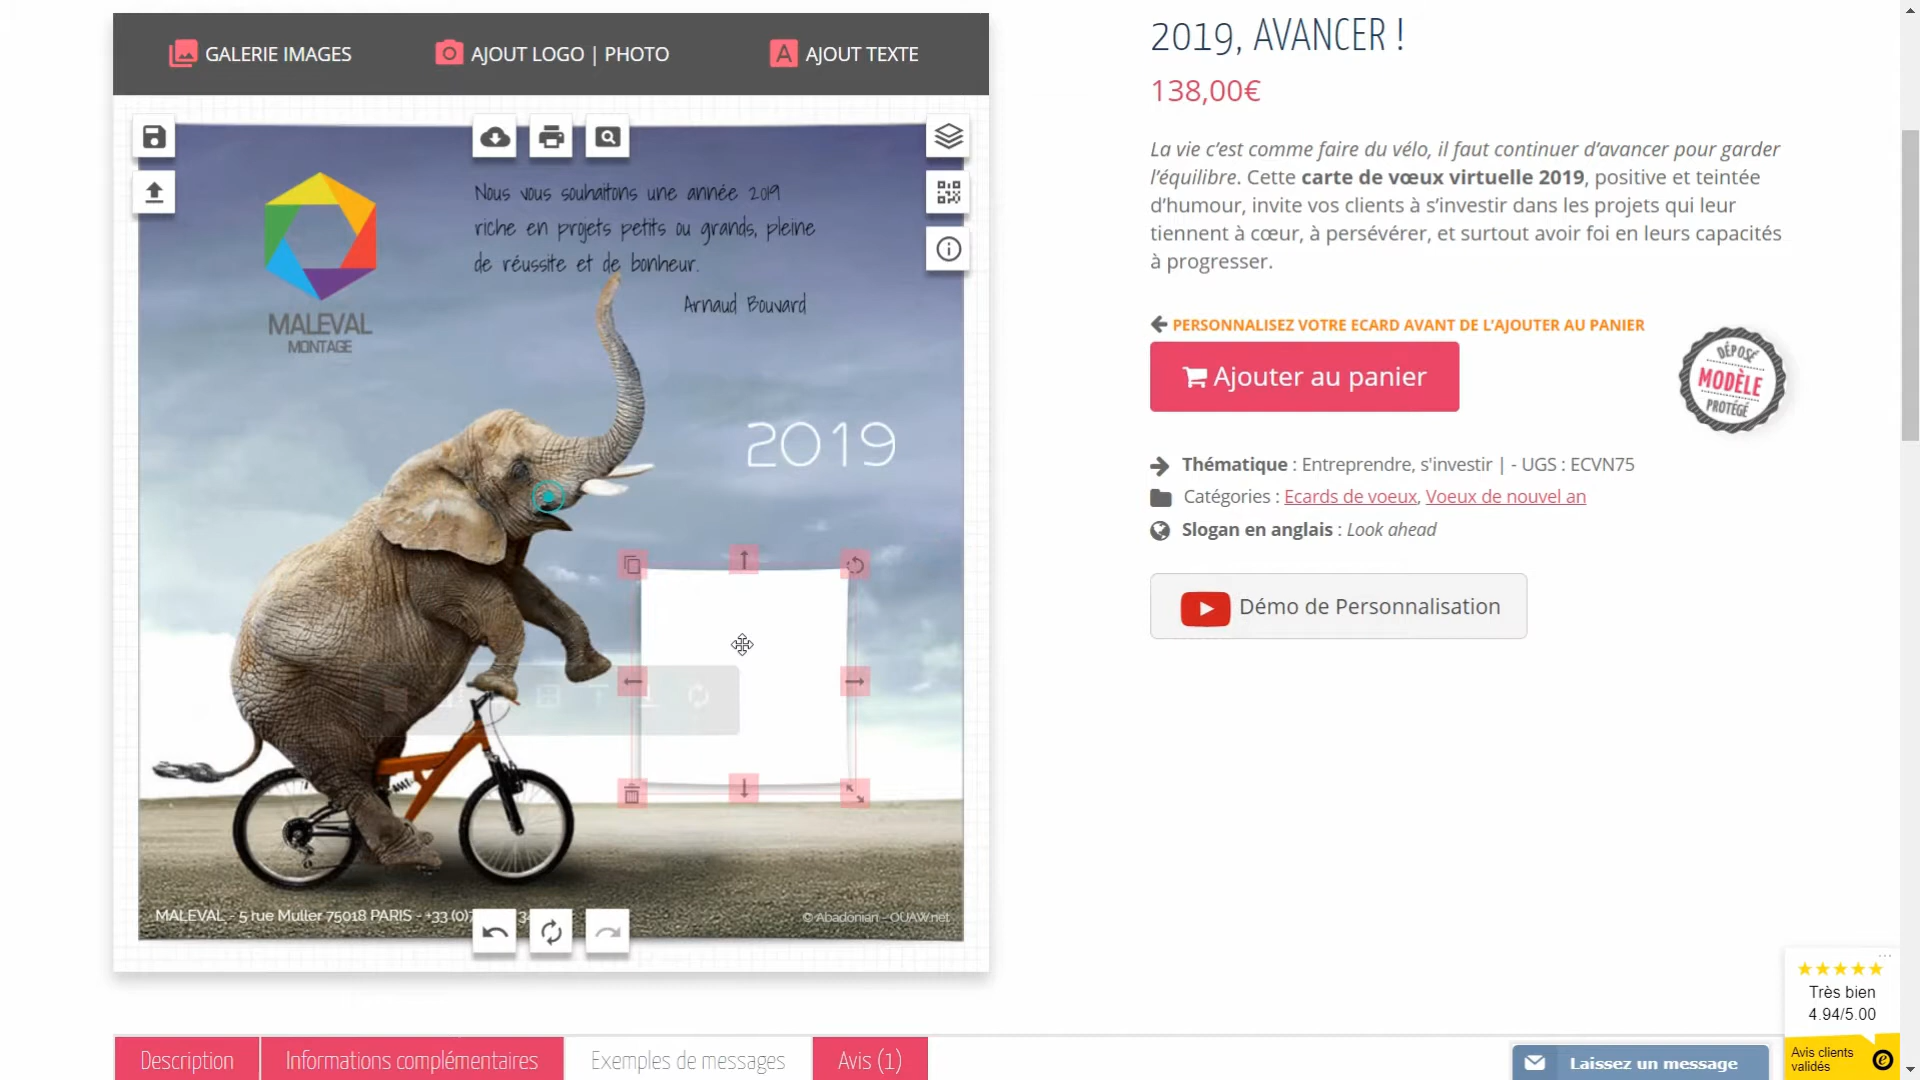 GALERIE IMAGES
AJOUT LOGO | PHOTO
AJOUT TEXTE
MALEVAL
MONTAGE
Nous vous souhaitons une année 2019
riche en projets petits ou grands, pleine
de réussite et de bonheur.
Arnaud Bouvard
2019
MALEVAL - 5 rue Muller 75018 PARIS - +33 (0)
© Abadonian - OUAW.net
2019, AVANCER !
138,00€
La vie c’est comme faire du vélo, il faut continuer d’avancer pour garder
l’équilibre. Cette carte de vœux virtuelle 2019, positive et teintée
d’humour, invite vos clients à s’investir dans les projets qui leur
tiennent à cœur, à persévérer, et surtout avoir foi en leurs capacités
à progresser.
PERSONNALISEZ VOTRE ECARD AVANT DE L'AJOUTER AU PANIER
Ajouter au panier
DÉPOSÉ
MODÈLE
PROTÉGÉ
Thématique : Entreprendre, s'investir | - UGS : ECVN75
Catégories : Ecards de voeux, Voeux de nouvel an
Slogan en anglais : Look ahead
Démo de Personnalisation
Description
Informations complémentaires
Exemples de messages
Avis (1)
Laissez un message
Très bien
4.94/5.00
Avis clients
validés